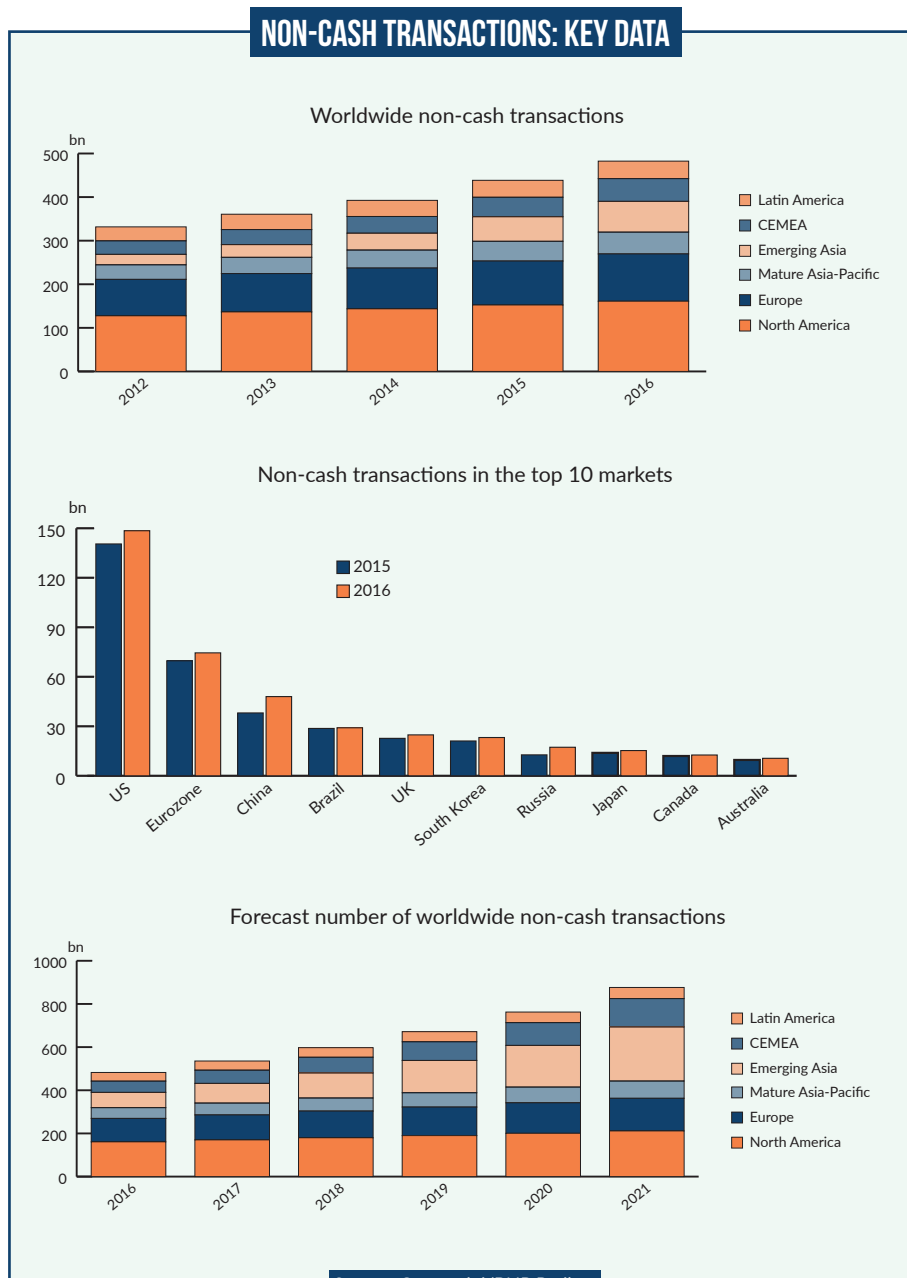 NON-CASH TRANSACTIONS: KEY DATA
Worldwide non-cash transactions
bn
500
400
300
200
100
0
2012
2013
2014
2015
2016
Latin America
CEMEA
Emerging Asia
Mature Asia-Pacific
Europe
North America
Non-cash transactions in the top 10 markets
bn
150
120
90
60
30
0
2015
2016
US
Eurozone
China
Brazil
UK
South Korea
Russia
Japan
Canada
Australia
Forecast number of worldwide non-cash transactions
bn
1000
800
600
400
200
0
2016
2017
2018
2019
2020
2021
Latin America
CEMEA
Emerging Asia
Mature Asia-Pacific
Europe
North America